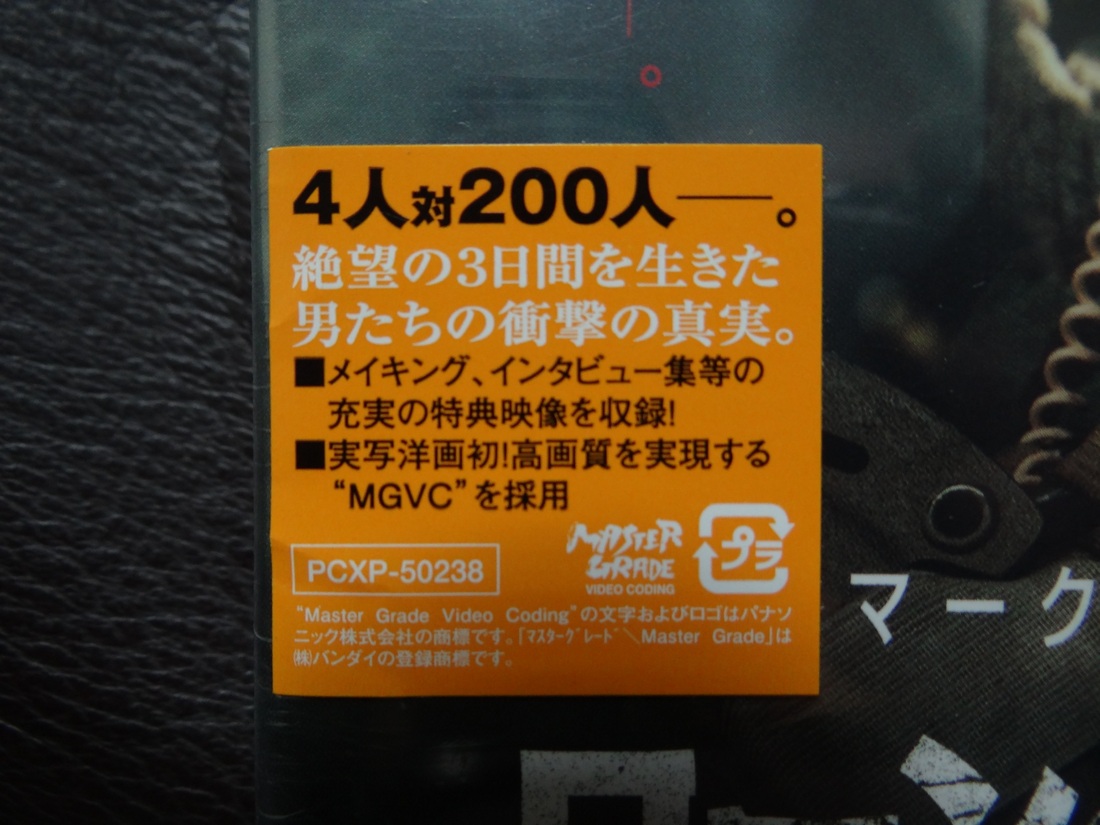 。
4人対200人――。
絶望の3日間を生きた
男たちの衝撃の真実。
■メイキング、インタビュー集等の
充実の特典映像を収録!
■実写洋画初!高画質を実現する
“MGVC”を採用
MASTER
GRADE
VIDEO CODING
プラ
PCXP-50238
“Master Grade Video Coding”の文字およびロゴはパナソ
ニック株式会社の商標です。「ﾏｽﾀｰｸﾞﾚｰﾄﾞ＼Master Grade」は
㈱バンダイの登録商標です。
マーク